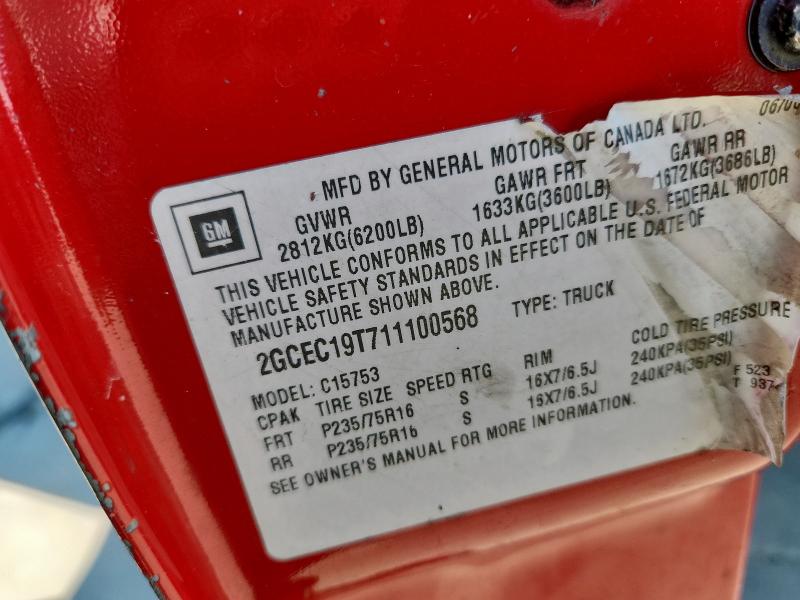 06/00
MFD BY GENERAL MOTORS OF CANADA LTD.
GM
GVWR GAWR FRT GAWR RR
2812KG(6200LB) 1633KG(3600LB) 1672KG(3686LB)
THIS VEHICLE CONFORMS TO ALL APPLICABLE U.S. FEDERAL MOTOR
VEHICLE SAFETY STANDARDS IN EFFECT ON THE DATE OF
MANUFACTURE SHOWN ABOVE.
2GCEC19T711100568 TYPE: TRUCK
MODEL: C15753
CPAK TIRE SIZE SPEED RTG RIM COLD TIRE PRESSURE
FRT P235/75R16 S 16X7/6.5J 240KPA(35PSI)
RR P235/75R16 S 16X7/6.5J 240KPA(35PSI)
SEE OWNER'S MANUAL FOR MORE INFORMATION.
F 523
T 937